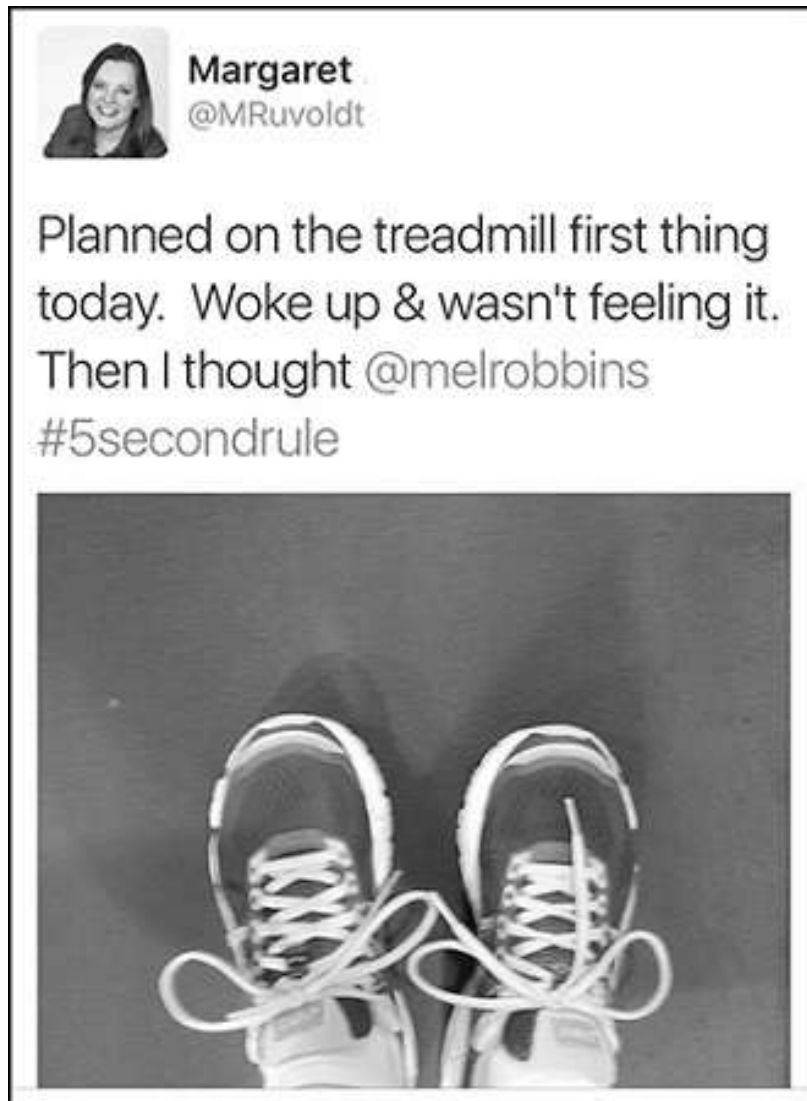 Margaret
@MRuvoldt
Planned on the treadmill first thing
today.  Woke up & wasn't feeling it.
Then I thought @melrobbins
#5secondrule